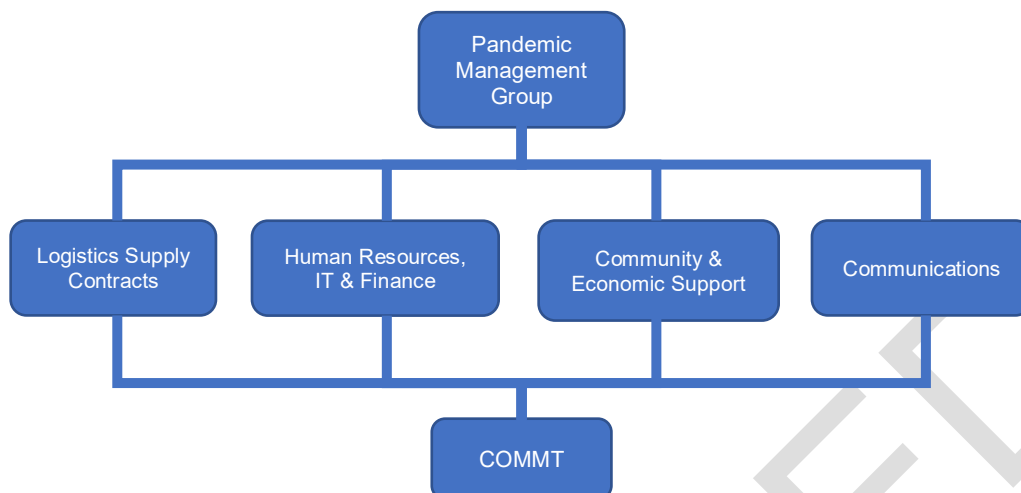 Pandemic
Management
Group
Logistics Supply
Contracts
Human Resources,
IT & Finance
Community &
Economic Support
Communications
COMMT